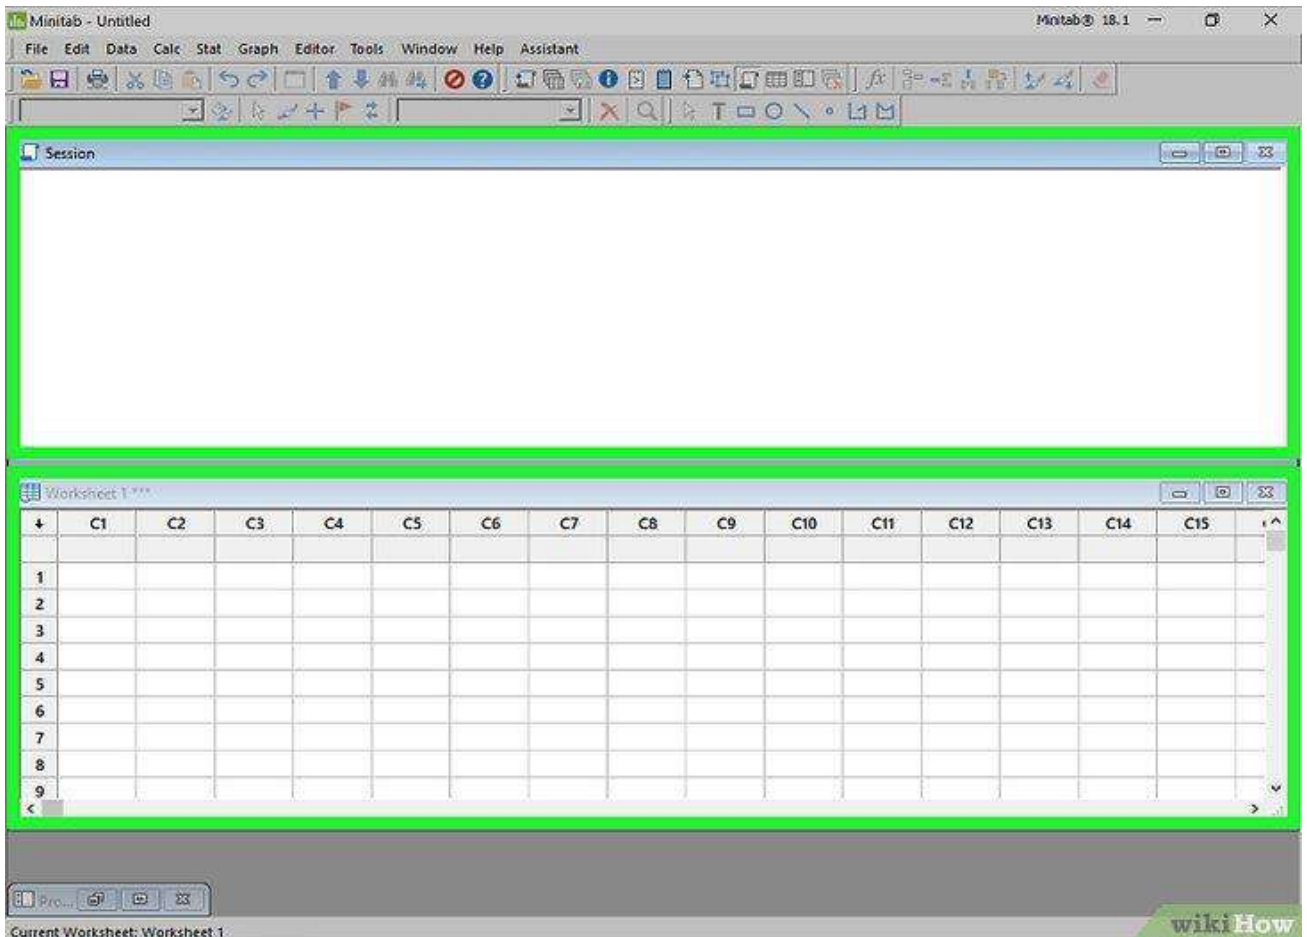 Minitab - Untitled
Minitab® 18.1
File Edit Data Calc Stat Graph Editor Tools Window Help Assistant
Session
Worksheet 1 ***
C1 C2 C3 C4 C5 C6 C7 C8 C9 C10 C11 C12 C13 C14 C15
1
2
3
4
5
6
7
8
9
Pro...
Current Worksheet: Worksheet 1
wikiHow